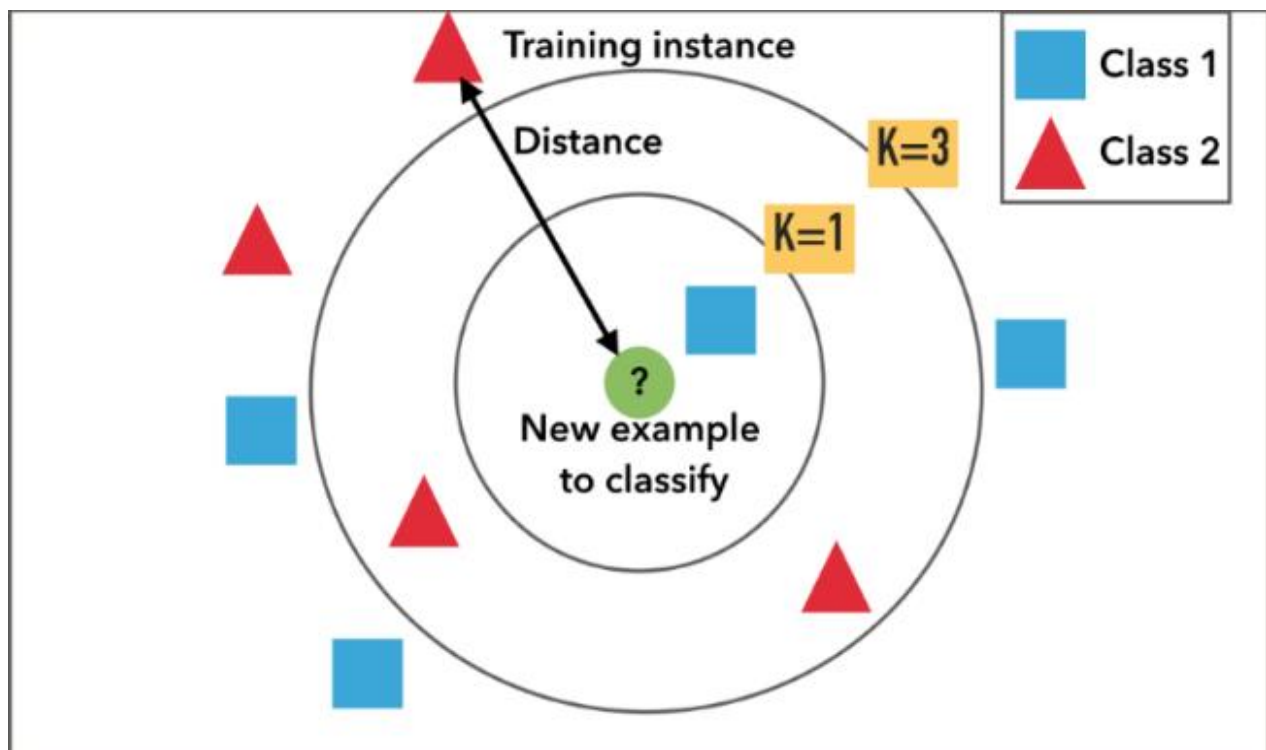 Training instance
Class 1
Distance
K=3
Class 2
K=1
?
New example
to classify